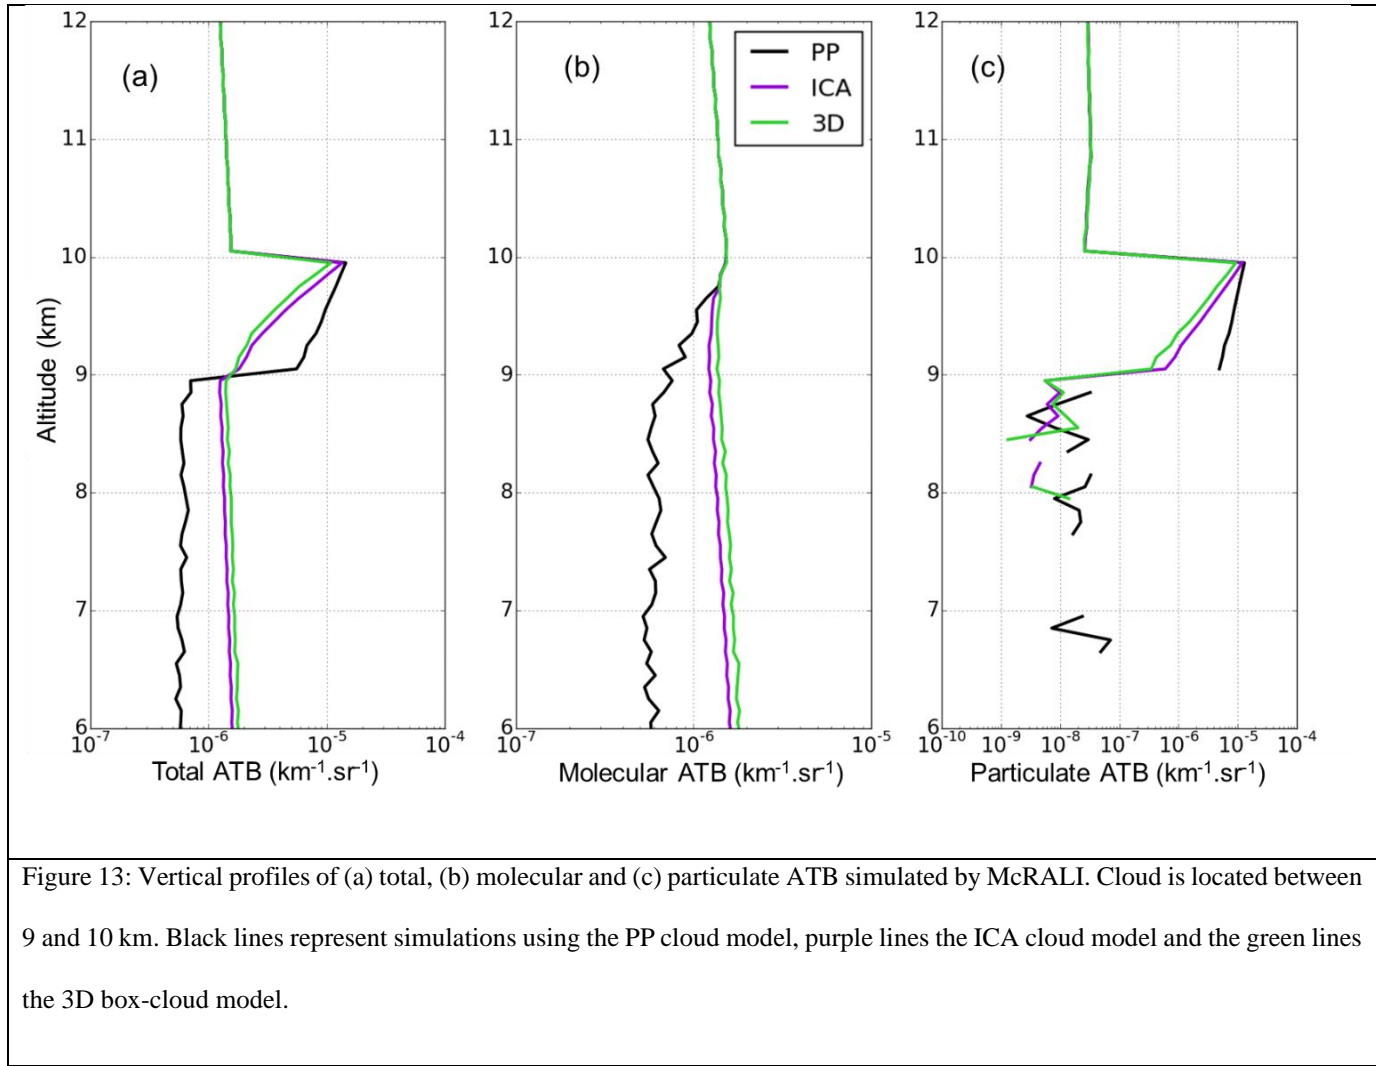 (a)
12
11
10
9
8
7
6
10-7
10-6
10-5
10-4
Altitude (km)
Total ATB (km-1.sr-1)
(b)
PP
ICA
3D
12
11
10
9
8
7
6
10-7
10-6
10-5
Molecular ATB (km-1.sr-1)
(c)
12
11
10
9
8
7
6
10-10
10-9
10-8
10-7
10-6
10-5
10-4
Particulate ATB (km-1.sr-1)
Figure 13: Vertical profiles of (a) total, (b) molecular and (c) particulate ATB simulated by McRALI. Cloud is located between
9 and 10 km. Black lines represent simulations using the PP cloud model, purple lines the ICA cloud model and the green lines
the 3D box-cloud model.